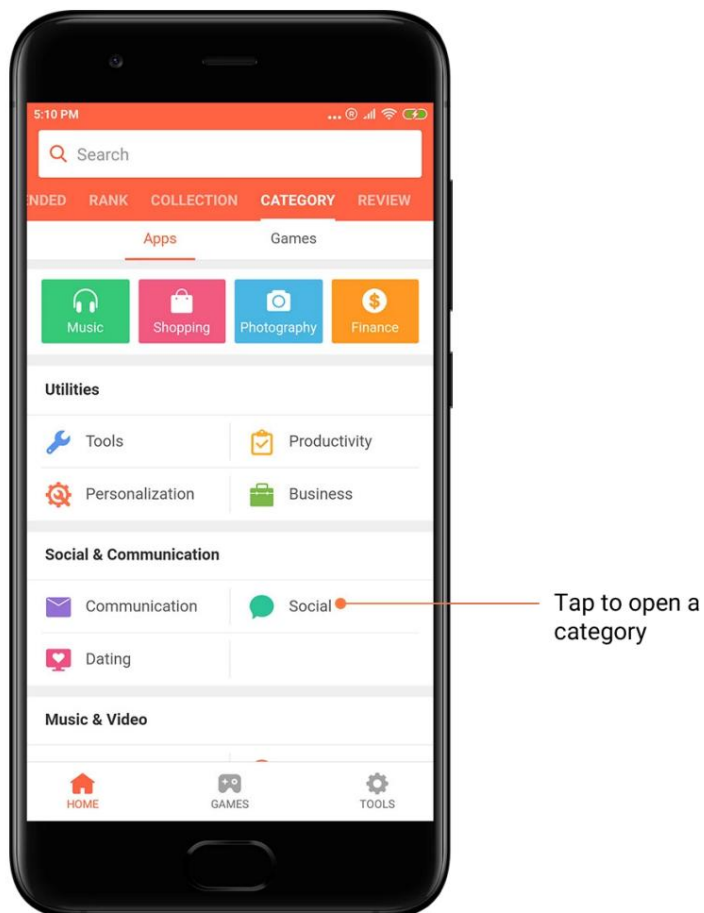 5:10 PM
Search
NDED RANK COLLECTION CATEGORY REVIEW
Apps Games
Music Shopping Photography Finance
Utilities
Tools Productivity
Personalization Business
Social & Communication
Communication Social
Tap to open a
category
Dating
Music & Video
HOME GAMES TOOLS